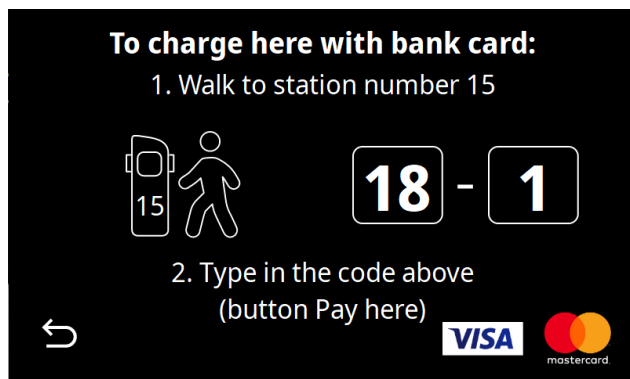 To charge here with bank card:
1. Walk to station number 15
15
18 - 1
2. Type in the code above
(button Pay here)
VISA
mastercard.